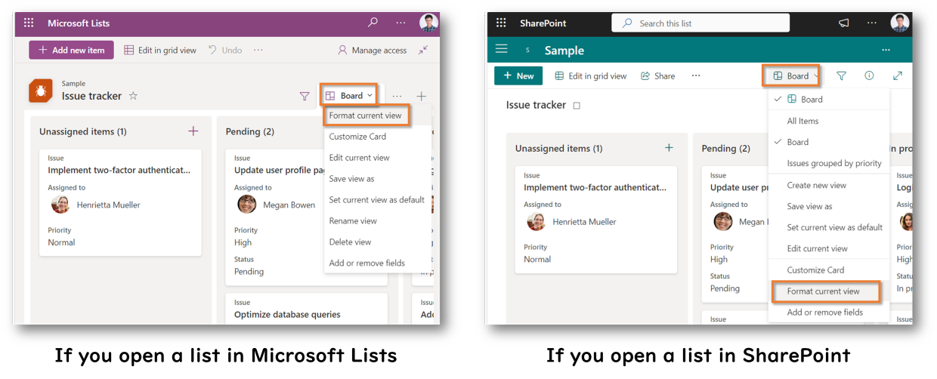 Microsoft Lists
Add new item
Edit in grid view
Undo
Manage access
Sample
Issue tracker
Board
Format current view
Customize Card
Edit current view
Save view as
Set current view as default
Rename view
Delete view
Add or remove fields
Unassigned items (1)
Issue
Implement two-factor authenticat...
Assigned to
Henrietta Mueller
Priority
Normal
Pending (2)
Issue
Update user profile pa
Assigned to
Megan Bowen
Priority
High
Status
Pending
Issue
Optimize database queries
Ade
If you open a list in Microsoft Lists
SharePoint
Search this list
S
Sample
New
Edit in grid view
Share
Board
Issue tracker
Board
All Items
Board
Issues grouped by priority
Create new view
Save view as
Set current view as default
Edit current view
Customize Card
Format current view
Add or remove fields
Unassigned items (1)
Issue
Implement two-factor authenticat...
Assigned to
Henrietta Mueller
Priority
Normal
Pending (2)
Issue
Update user p
Assigned to
Megan
Priority
High
Status
Pending
Issue
n pro
Issue
Log
Assi
Prio
High
Stat
In p
Issue
If you open a list in SharePoint